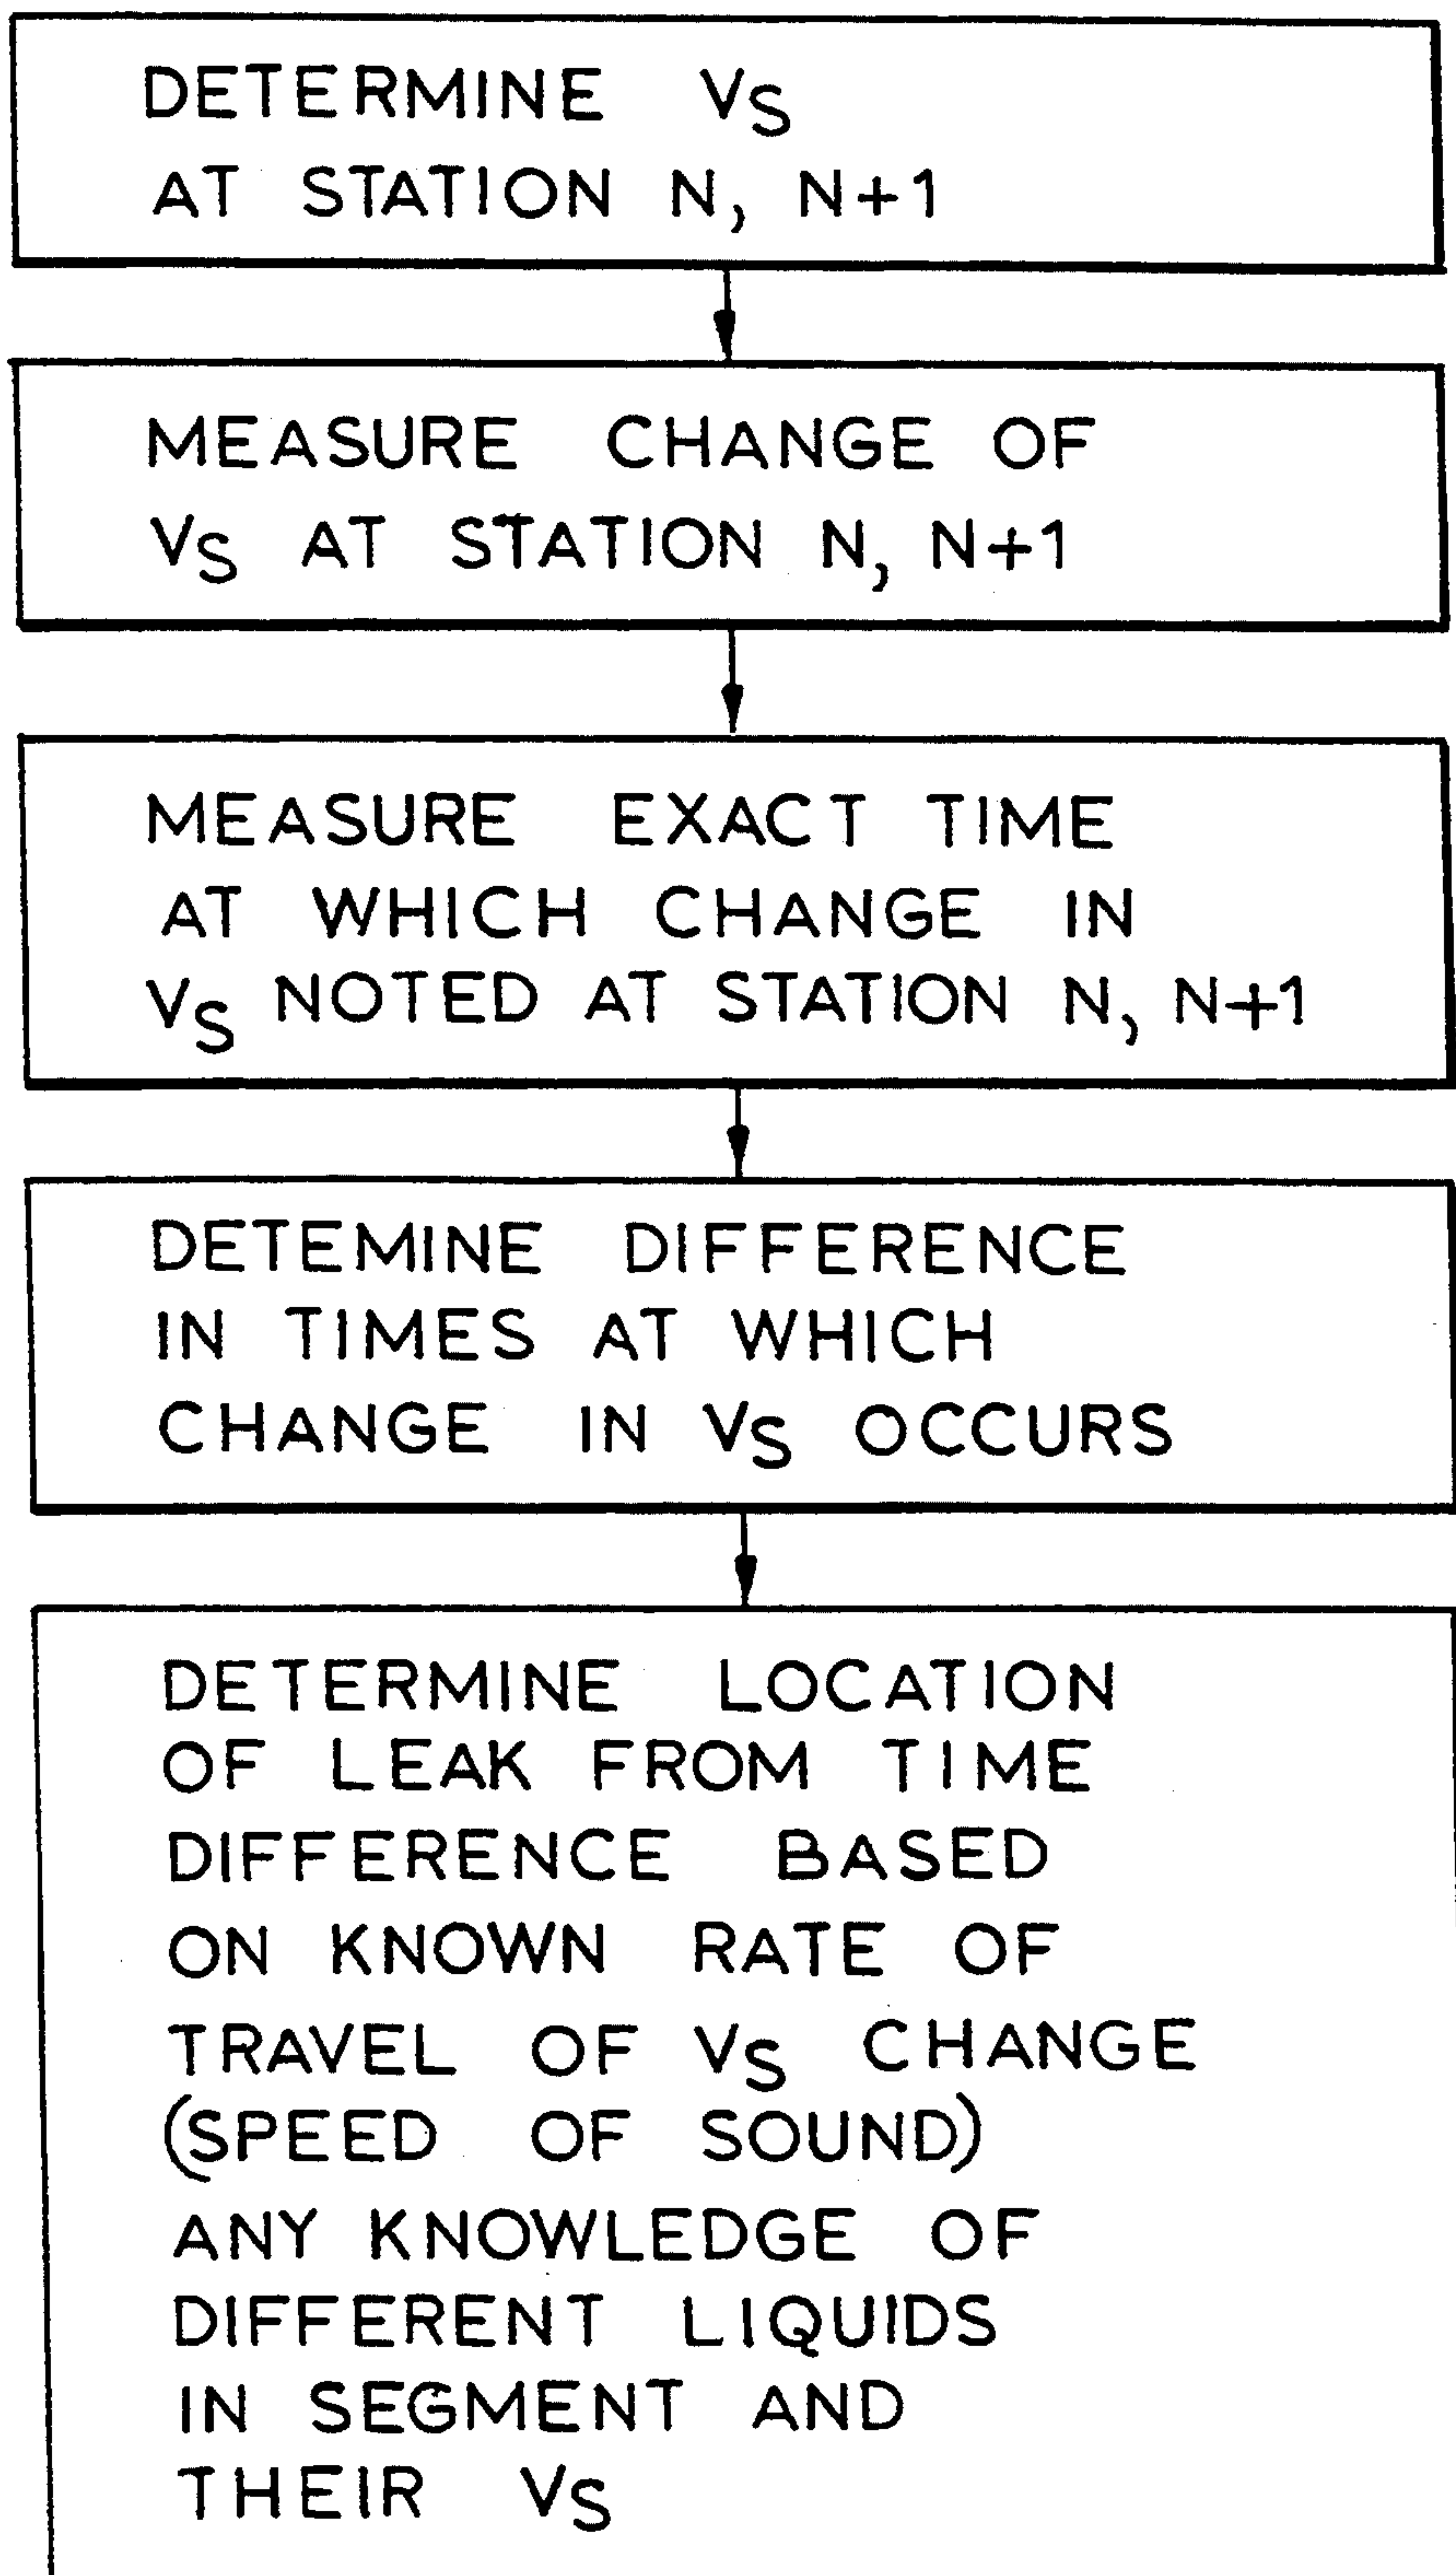 DETERMINE VS
AT STATION N, N+1
MEASURE CHANGE OF
VS AT STATION N, N+1
MEASURE EXACT TIME
AT WHICH CHANGE IN
VS NOTED AT STATION N, N+1
DETEMINE DIFFERENCE
IN TIMES AT WHICH
CHANGE IN VS OCCURS
DETERMINE LOCATION
OF LEAK FROM TIME
DIFFERENCE BASED
ON KNOWN RATE OF
TRAVEL OF VS CHANGE
(SPEED OF SOUND)
ANY KNOWLEDGE OF
DIFFERENT LIQUIDS
IN SEGMENT AND
THEIR VS